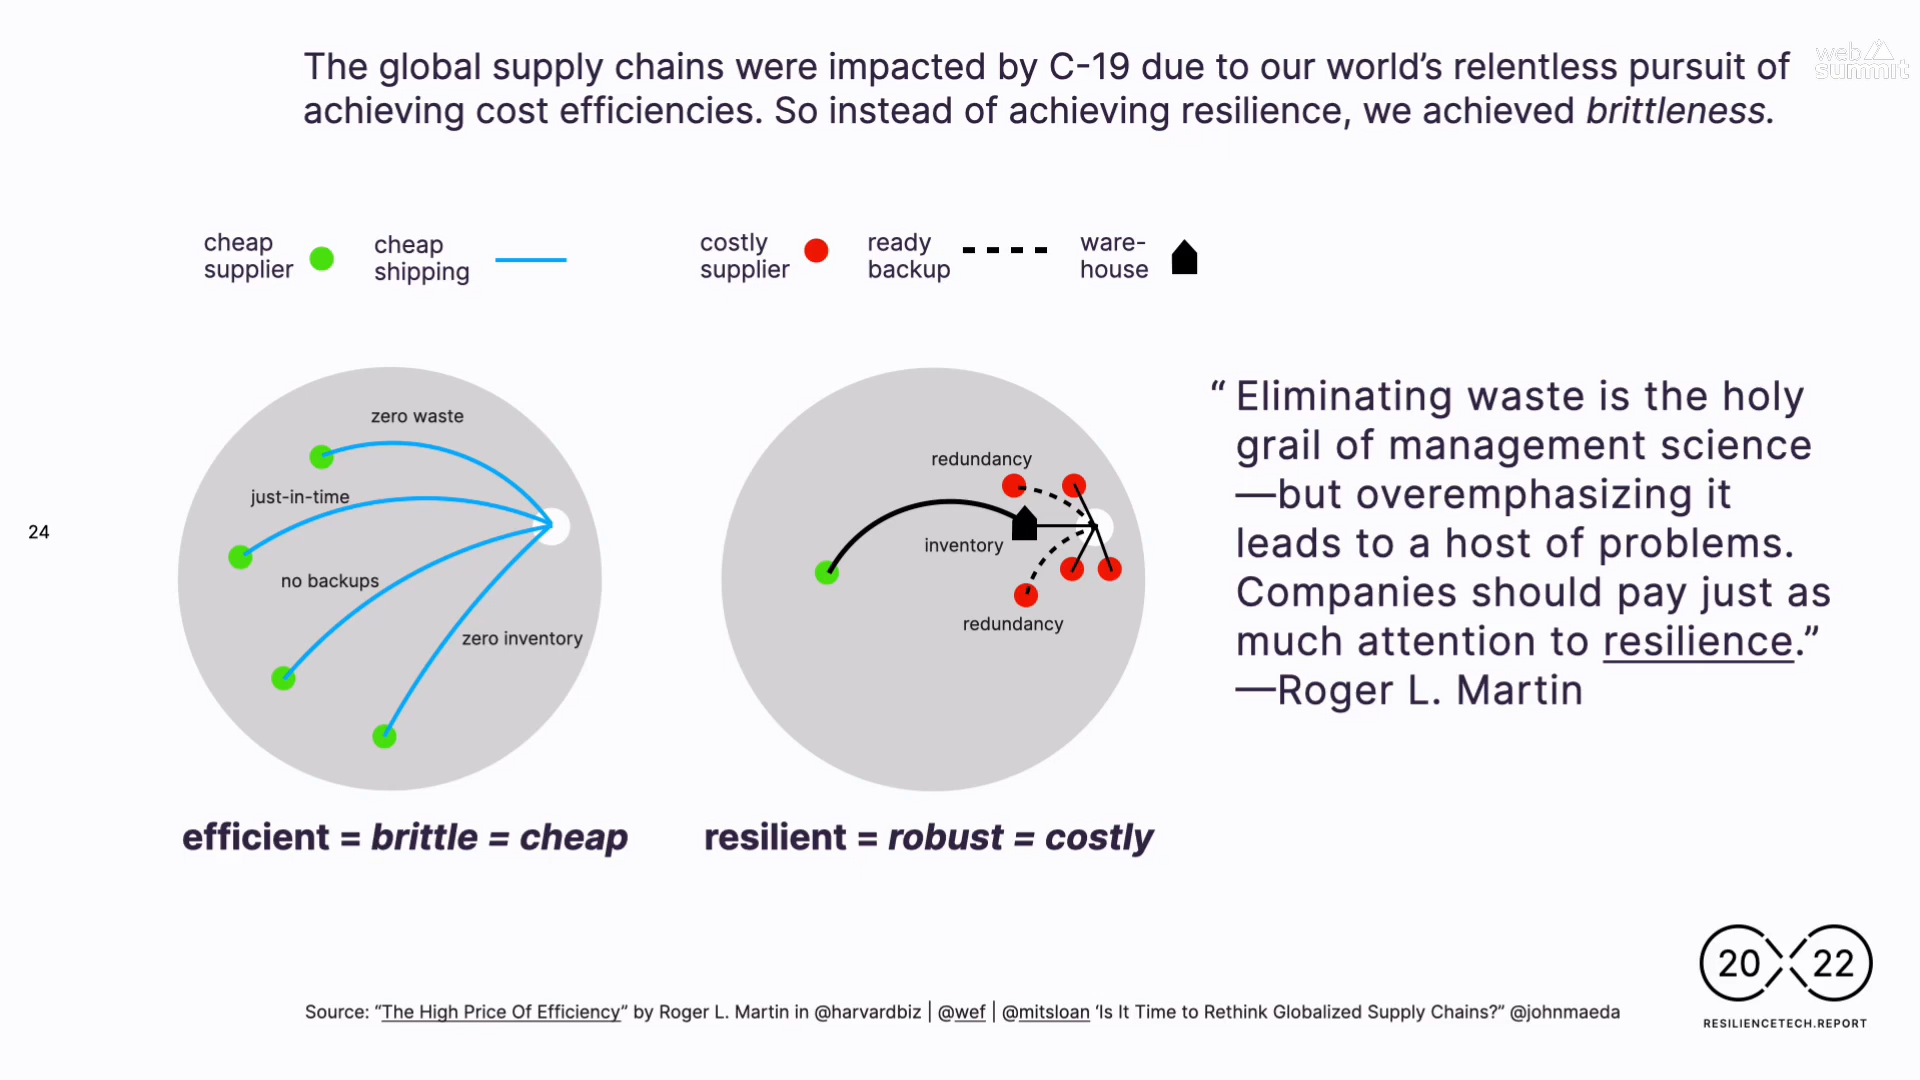 The global supply chains were impacted by C-19 due to our world’s relentless pursuit of
achieving cost efficiencies. So instead of achieving resilience, we achieved brittleness.
web
summit
cheap
supplier
cheap
shipping
costly
supplier
ready
backup
ware-
house
zero waste
just-in-time
no backups
zero inventory
redundancy
inventory
redundancy
“Eliminating waste is the holy
grail of management science
—but overemphasizing it
leads to a host of problems.
Companies should pay just as
much attention to resilience.”
—Roger L. Martin
24
efficient = brittle = cheap
resilient = robust = costly
20 22
RESILIENCETECH.REPORT
Source: “The High Price Of Efficiency” by Roger L. Martin in @harvardbiz | @wef | @mitsloan ‘Is It Time to Rethink Globalized Supply Chains?” @johnmaeda